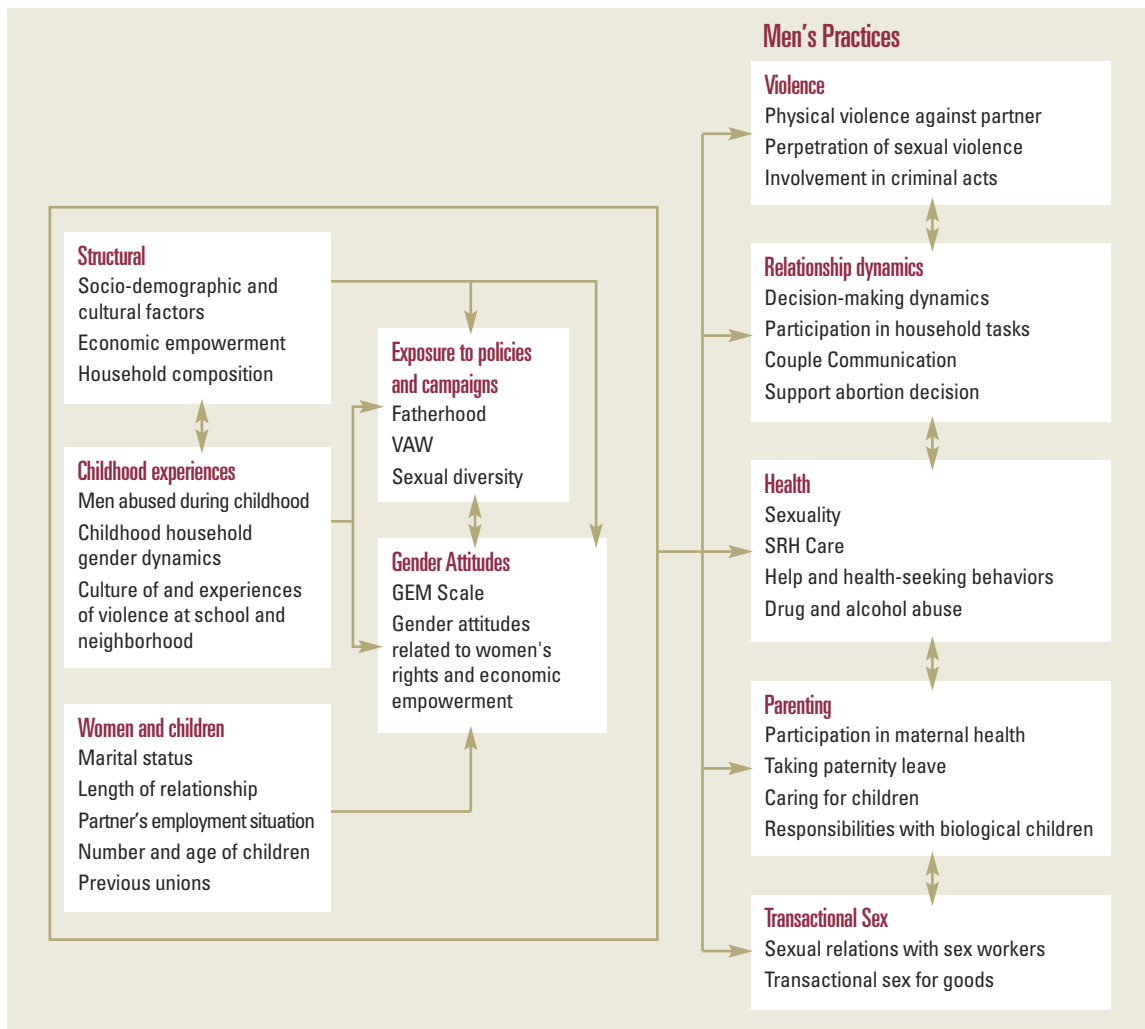 Men's Practices
Violence
Physical violence against partner
Perpetration of sexual violence
Involvement in criminal acts
Structural
Socio-demographic and
cultural factors
Economic empowerment
Household composition
Relationship dynamics
Decision-making dynamics
Participation in household tasks
Couple Communication
Support abortion decision
Exposure to policies
and campaigns
Fatherhood
VAW
Sexual diversity
Childhood experiences
Men abused during childhood
Childhood household
gender dynamics
Culture of and experiences
of violence at school and
neighborhood
Health
Sexuality
SRH Care
Help and health-seeking behaviors
Drug and alcohol abuse
Gender Attitudes
GEM Scale
Gender attitudes
related to women's
rights and economic
empowerment
Women and children
Marital status
Length of relationship
Partner's employment situation
Number and age of children
Previous unions
Parenting
Participation in maternal health
Taking paternity leave
Caring for children
Responsibilities with biological children
Transactional Sex
Sexual relations with sex workers
Transactional sex for goods